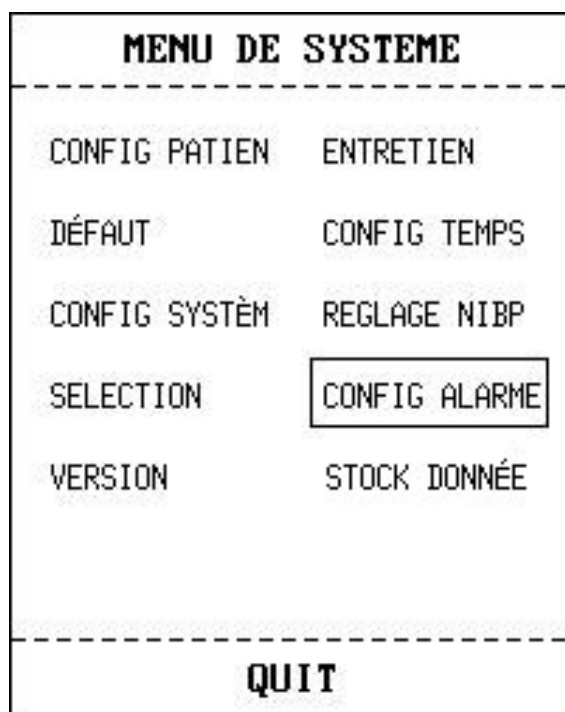 MENU DE SYSTEME
CONFIG PATIEN ENTRETIEN
DÉFAUT CONFIG TEMPS
CONFIG SYSTÈM REGLAGE NIBP
SELECTION CONFIG ALARME
VERSION STOCK DONNÉE
QUIT